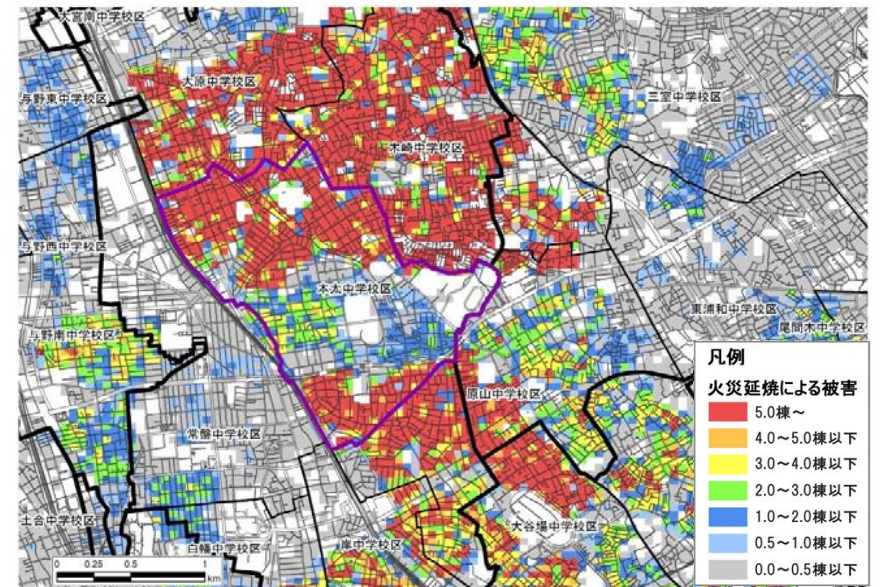 大宮南中学校区
大原中学校区
与野東中学校区
三室中学校区
木崎中学校区
与野西中学校区
本太中学校区
東浦和中学校区
尾間木中学校区
与野南中学校区
原山中学校区
常盤中学校区
土合中学校区
大谷場中学校区
白幡中学校区
岸中学校区
0 0.25 0.5 1
km
凡例
火災延焼による被害
5.0棟～
4.0～5.0棟以下
3.0～4.0棟以下
2.0～3.0棟以下
1.0～2.0棟以下
0.5～1.0棟以下
0.0～0.5棟以下